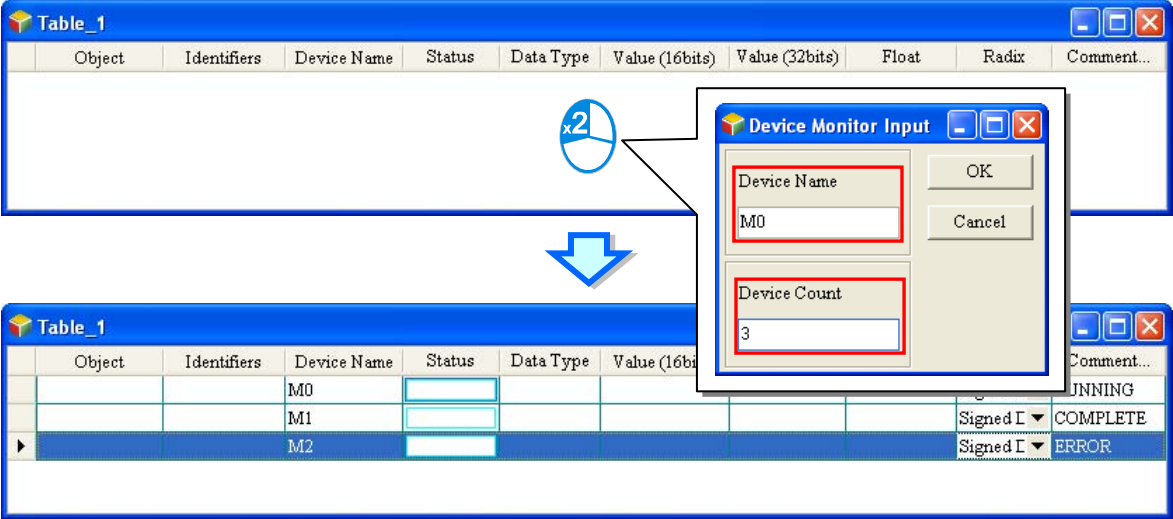 Table_1
Object Identifiers Device Name Status Data Type Value (16bits) Value (32bits) Float Radix Comment...
x2
Device Monitor Input
Device Name
OK
M0
Cancel
Device Count
3
Table_1
Object Identifiers Device Name Status Data Type Value (16bi Comment...
M0 UNNING
M1 Signed D COMPLETE
M2 Signed D ERROR